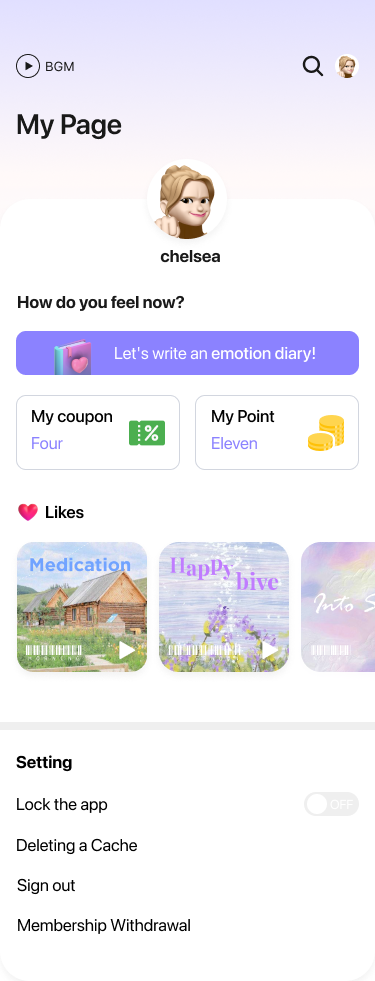 BGM
My Page
chelsea
How do you feel now?
Let's write an emotion diary!
My coupon
Four
My Point
Eleven
Likes
Medication
Happy bive
Into S
Setting
Lock the app
OFF
Deleting a Cache
Sign out
Membership Withdrawal